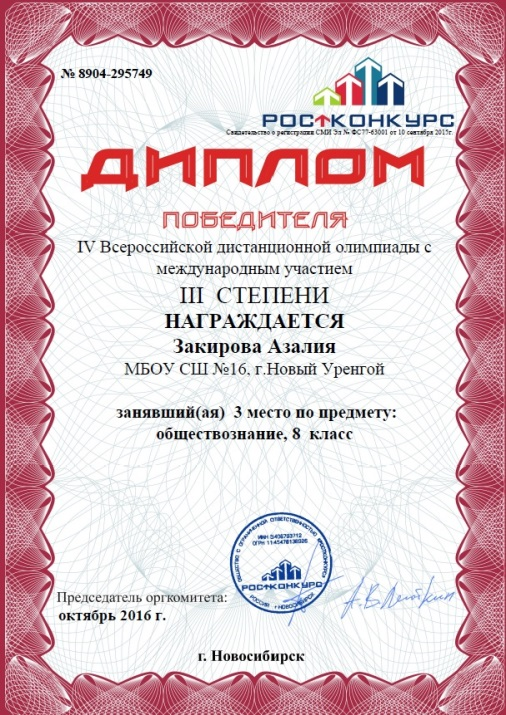 № 8904-295749
РОСТКОНКУРС
Свидетельство о регистрации СМИ Эл № ФС77-63001 от 10 сентября 2015г.
ДИПЛОМ
ПОБЕДИТЕЛЯ
IV Всероссийской дистанционной олимпиады с
международным участием
III СТЕПЕНИ
НАГРАЖДАЕТСЯ
Закирова Азалия
МБОУ СШ №16, г.Новый Уренгой
занявший(ая) 3 место по предмету:
обществознание, 8 класс
РОСТКОНКУРС
Председатель оргкомитета:
октябрь 2016 г.
г. Новосибирск